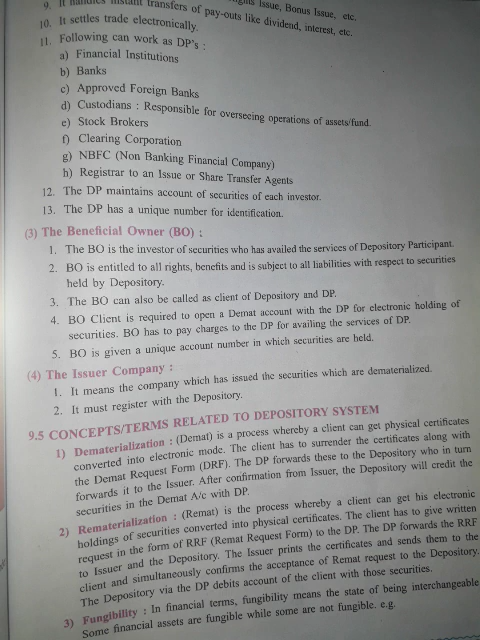 9. It handles instant transfers of pay-outs like dividend, interest, etc.
Issue, Bonus Issue, etc.
10. It settles trade electronically.
11. Following can work as DP's :
a) Financial Institutions
b) Banks
c) Approved Foreign Banks
d) Custodians : Responsible for overseeing operations of assets/fund.
e) Stock Brokers
f) Clearing Corporation
g) NBFC (Non Banking Financial Company)
h) Registrar to an Issue or Share Transfer Agents
12. The DP maintains account of securities of each investor.
13. The DP has a unique number for identification.
(3) The Beneficial Owner (BO) :
1. The BO is the investor of securities who has availed the services of Depository Participant.
2. BO is entitled to all rights, benefits and is subject to all liabilities with respect to securities
held by Depository.
3. The BO can also be called as client of Depository and DP.
4. BO Client is required to open a Demat account with the DP for electronic holding of
securities. BO has to pay charges to the DP for availing the services of DP.
5. BO is given a unique account number in which securities are held.
(4) The Issuer Company :
1. It means the company which has issued the securities which are dematerialized.
2. It must register with the Depository.
9.5 CONCEPTS/TERMS RELATED TO DEPOSITORY SYSTEM
1) Dematerialization : (Demat) is a process whereby a client can get physical certificates
converted into electronic mode. The client has to surrender the certificates along with
the Demat Request Form (DRF). The DP forwards these to the Depository who in turn
forwards it to the Issuer. After confirmation from Issuer, the Depository will credit the
securities in the Demat A/c with DP.
2) Rematerialization : (Remat) is the process whereby a client can get his electronic
holdings of securities converted into physical certificates. The client has to give written
request in the form of RRF (Remat Request Form) to the DP. The DP forwards the RRF
to Issuer and the Depository. The Issuer prints the certificates and sends them to the
client and simultaneously confirms the acceptance of Remat request to the Depository.
The Depository via the DP debits account of the client with those securities.
3) Fungibility : In financial terms, fungibility means the state of being interchangeable
Some financial assets are fungible while some are not fungible. e.g.